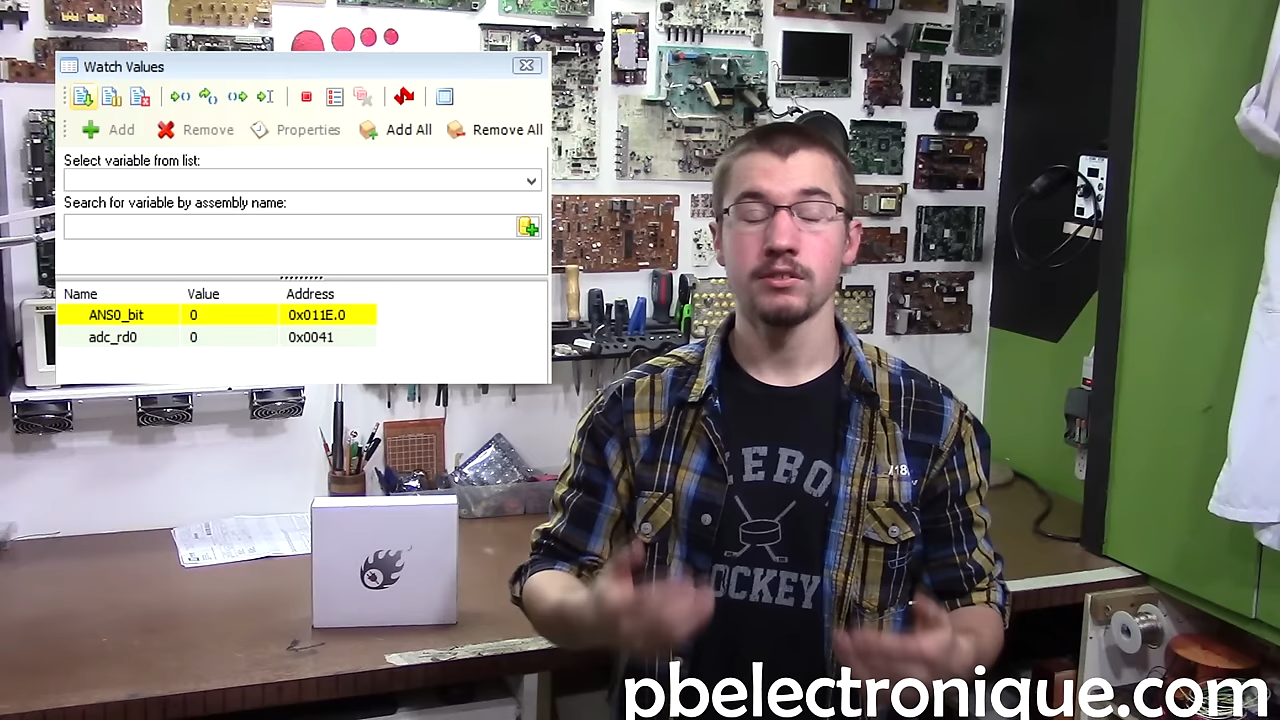 Watch Values
Add Remove Properties Add All Remove All
Select variable from list:
Search for variable by assembly name:
Name Value Address
ANS0_bit 0 0x011E.0
adc_rd0 0 0x0041
HOCKEY
pbelectronique.com